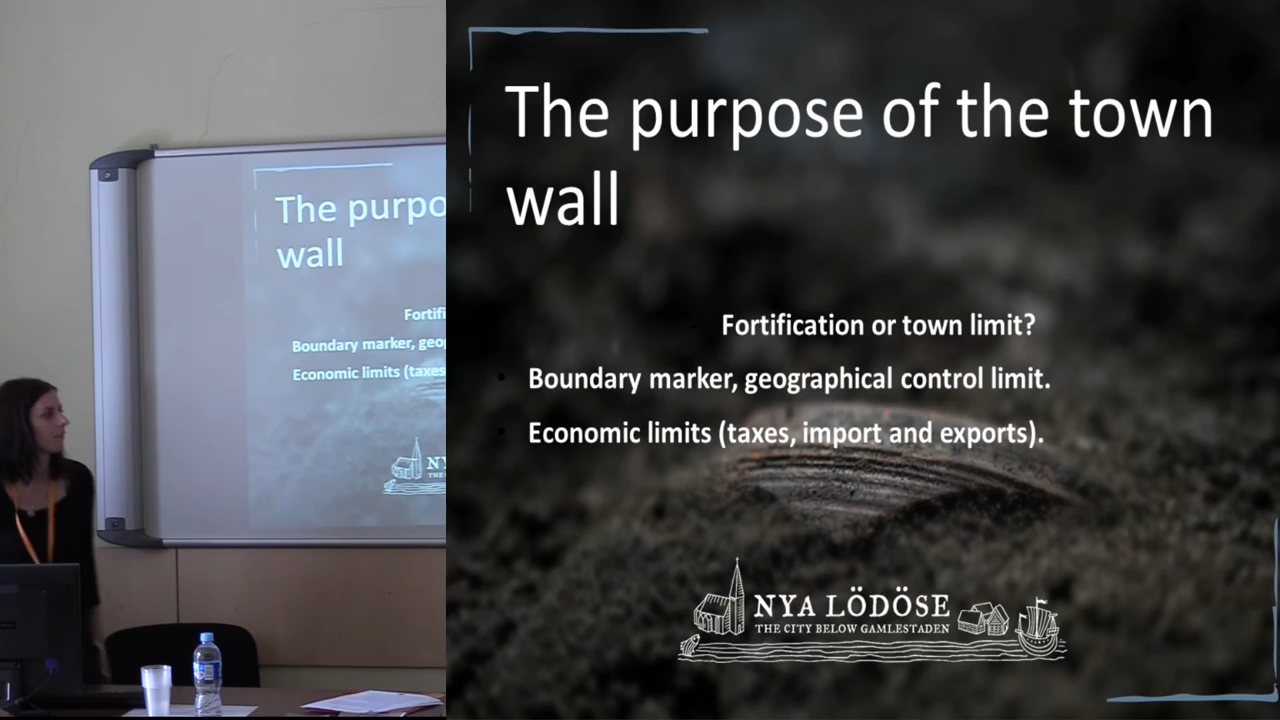 The purpose of the town
wall
Fortification or town limit?
Boundary marker, geographical control limit.
Economic limits (taxes, import and exports).
NYA LÖDÖSE
THE CITY BELOW GAMLESTADEN
The purpo
wall
Fortifi
Boundary marker, geog
Economic limits (taxes
NY